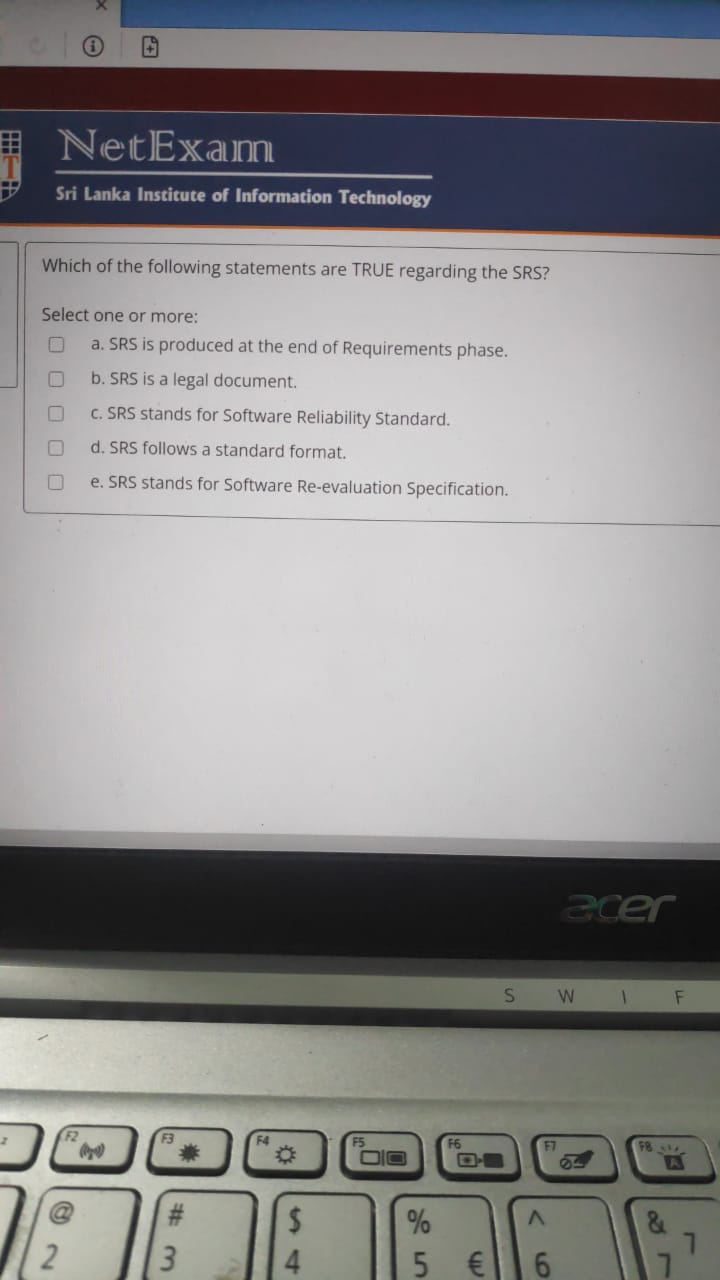 NetExam
Sri Lanka Institute of Information Technology
Which of the following statements are TRUE regarding the SRS?
Select one or more:
a. SRS is produced at the end of Requirements phase.
b. SRS is a legal document.
c. SRS stands for Software Reliability Standard.
d. SRS follows a standard format.
e. SRS stands for Software Re-evaluation Specification.
acer
S W I F
F2 F3 F4 F5 F6 F7 F8
@ # $ % ^ &
2 3 4 5 € 6 7 7